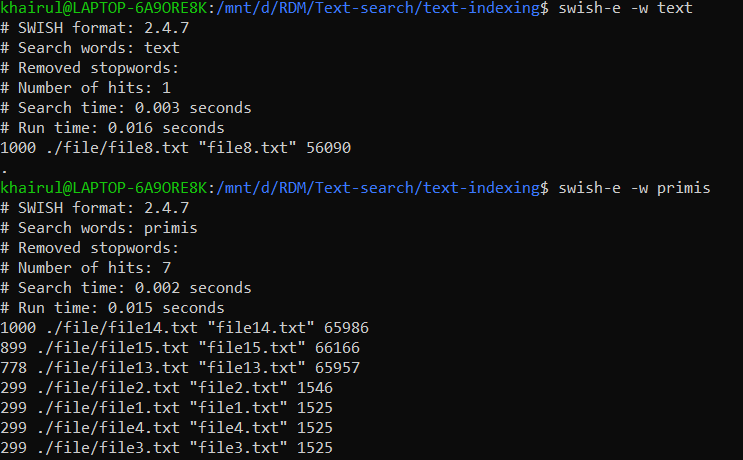 khairul@LAPTOP-6A9ORE8K:/mnt/d/RDM/Text-search/text-indexing$ swish-e -w text
# SWISH format: 2.4.7
# Search words: text
# Removed stopwords:
# Number of hits: 1
# Search time: 0.003 seconds
# Run time: 0.016 seconds
1000 ./file/file8.txt "file8.txt" 56090
.
khairul@LAPTOP-6A9ORE8K:/mnt/d/RDM/Text-search/text-indexing$ swish-e -w primis
# SWISH format: 2.4.7
# Search words: primis
# Removed stopwords:
# Number of hits: 7
# Search time: 0.002 seconds
# Run time: 0.015 seconds
1000 ./file/file14.txt "file14.txt" 65986
899 ./file/file15.txt "file15.txt" 66166
778 ./file/file13.txt "file13.txt" 65957
299 ./file/file2.txt "file2.txt" 1546
299 ./file/file1.txt "file1.txt" 1525
299 ./file/file4.txt "file4.txt" 1525
299 ./file/file3.txt "file3.txt" 1525